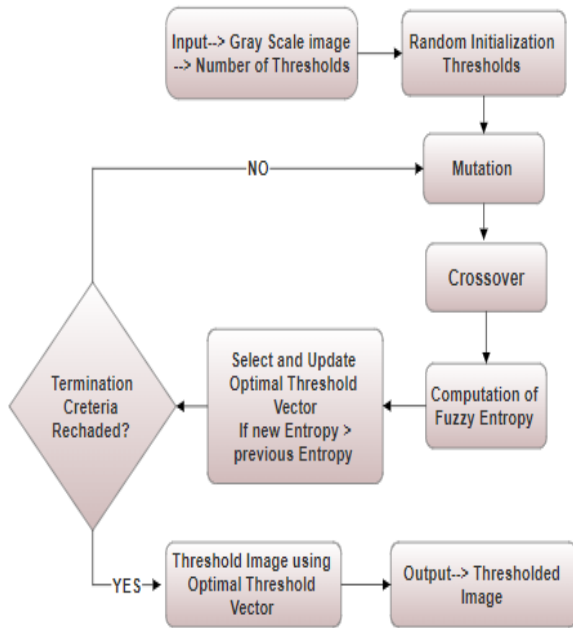 Input--> Gray Scale image
--> Number of Thresholds
Random Initialization
Thresholds
Mutation
NO
Crossover
Computation of
Fuzzy Entropy
Select and Update
Optimal Threshold
Vector
If new Entropy >
previous Entropy
Termination
Creteria
Rechaded?
YES
Threshold Image using
Optimal Threshold
Vector
Output--> Thresholded
Image